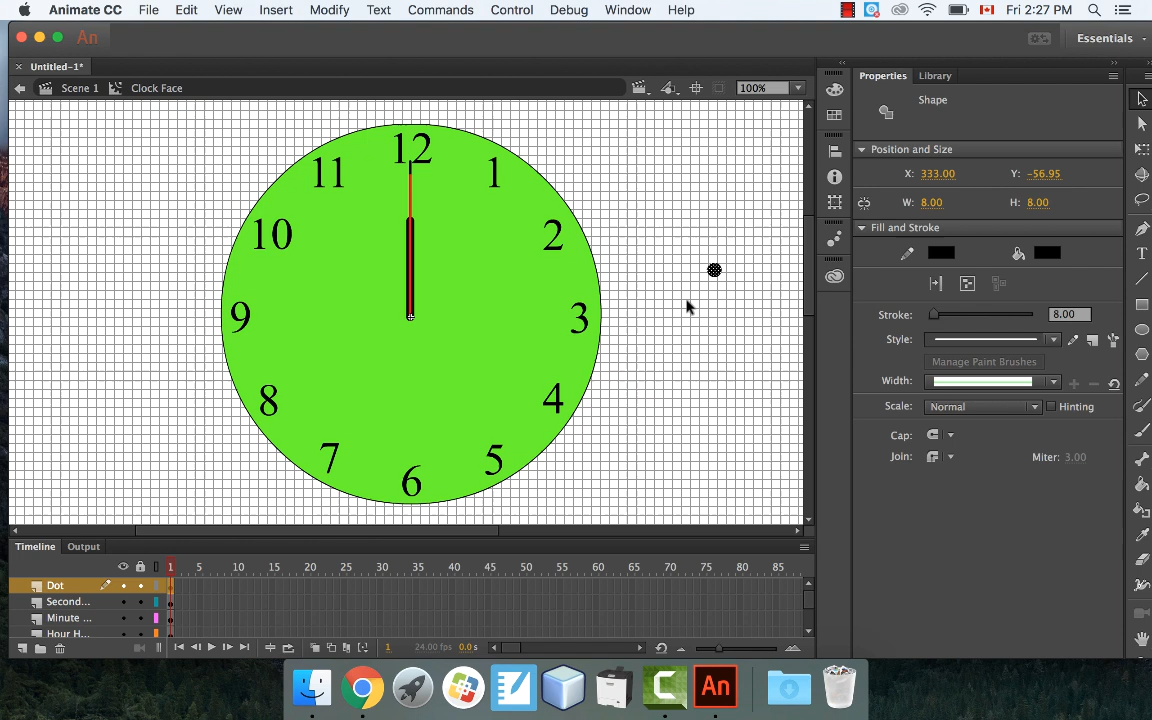 Animate CC File Edit View Insert Modify Text Commands Control Debug Window Help Fri 2:27 PM
An Essentials
Untitled-1* Properties Library
Scene 1 Clock Face 100%
Shape
Position and Size
X: 333.00 Y: -56.95
W: 8.00 H: 8.00
Fill and Stroke
Stroke: 8.00
Style:
Manage Paint Brushes
Width:
Scale: Normal Hinting
Cap:
Join: Miter: 3.00
12
11 1
10 2
9 3
8 4
7 5
6
Timeline Output
1 5 10 15 20 25 30 35 40 45 50 55 60 65 70 75 80 85
Dot
Second...
Minute ...
Hour H...
1 24.00 fps 0.0 s
An